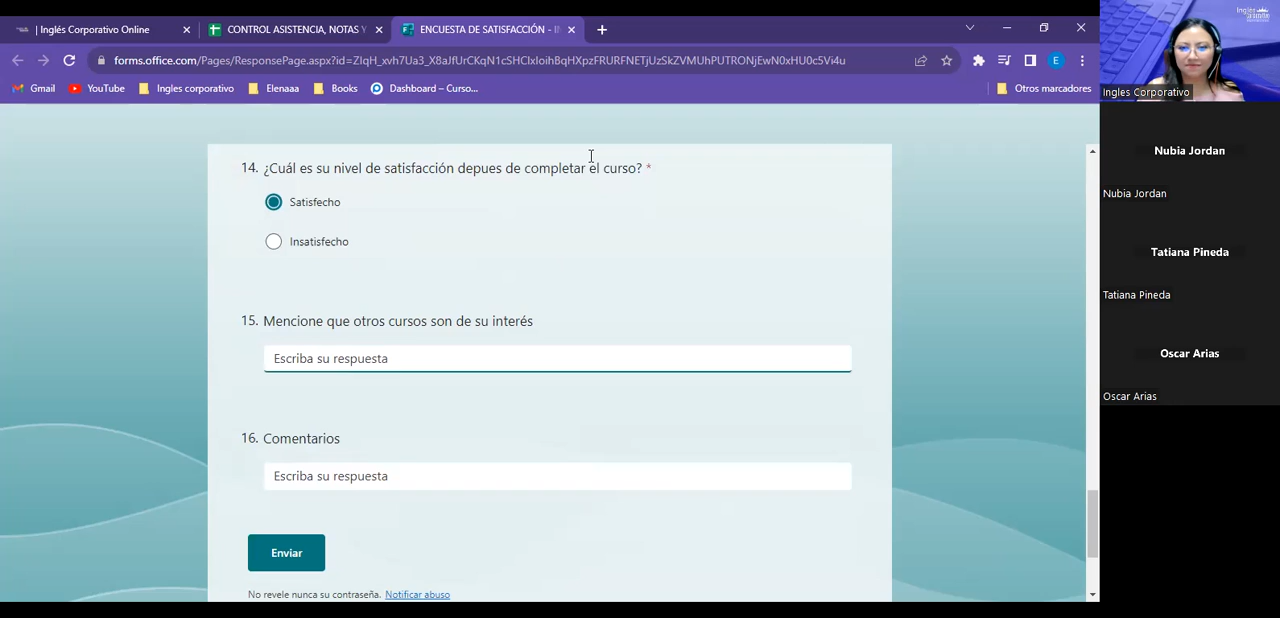 | Inglés Corporativo Online
CONTROL ASISTENCIA, NOTAS Y
ENCUESTA DE SATISFACCIÓN - IN
forms.office.com/Pages/ResponsePage.aspx?id=ZIqH_xvh7Ua3_X8aJfUrCKqN1cSHCIxIoihBqHXpzFRURFNETjUzSkZVMUhPUTRONjEwN0xHU0c5Vi4u
E
Gmail
YouTube
Ingles corporativo
Elenaaa
Books
Dashboard – Curso...
Otros marcadores
14. ¿Cuál es su nivel de satisfacción depues de completar el curso? *
Satisfecho
Insatisfecho
15. Mencione que otros cursos son de su interés
Escriba su respuesta
16. Comentarios
Escriba su respuesta
Enviar
No revele nunca su contraseña. Notificar abuso
Ingles Corporativo
Nubia Jordan
Nubia Jordan
Tatiana Pineda
Tatiana Pineda
Oscar Arias
Oscar Arias